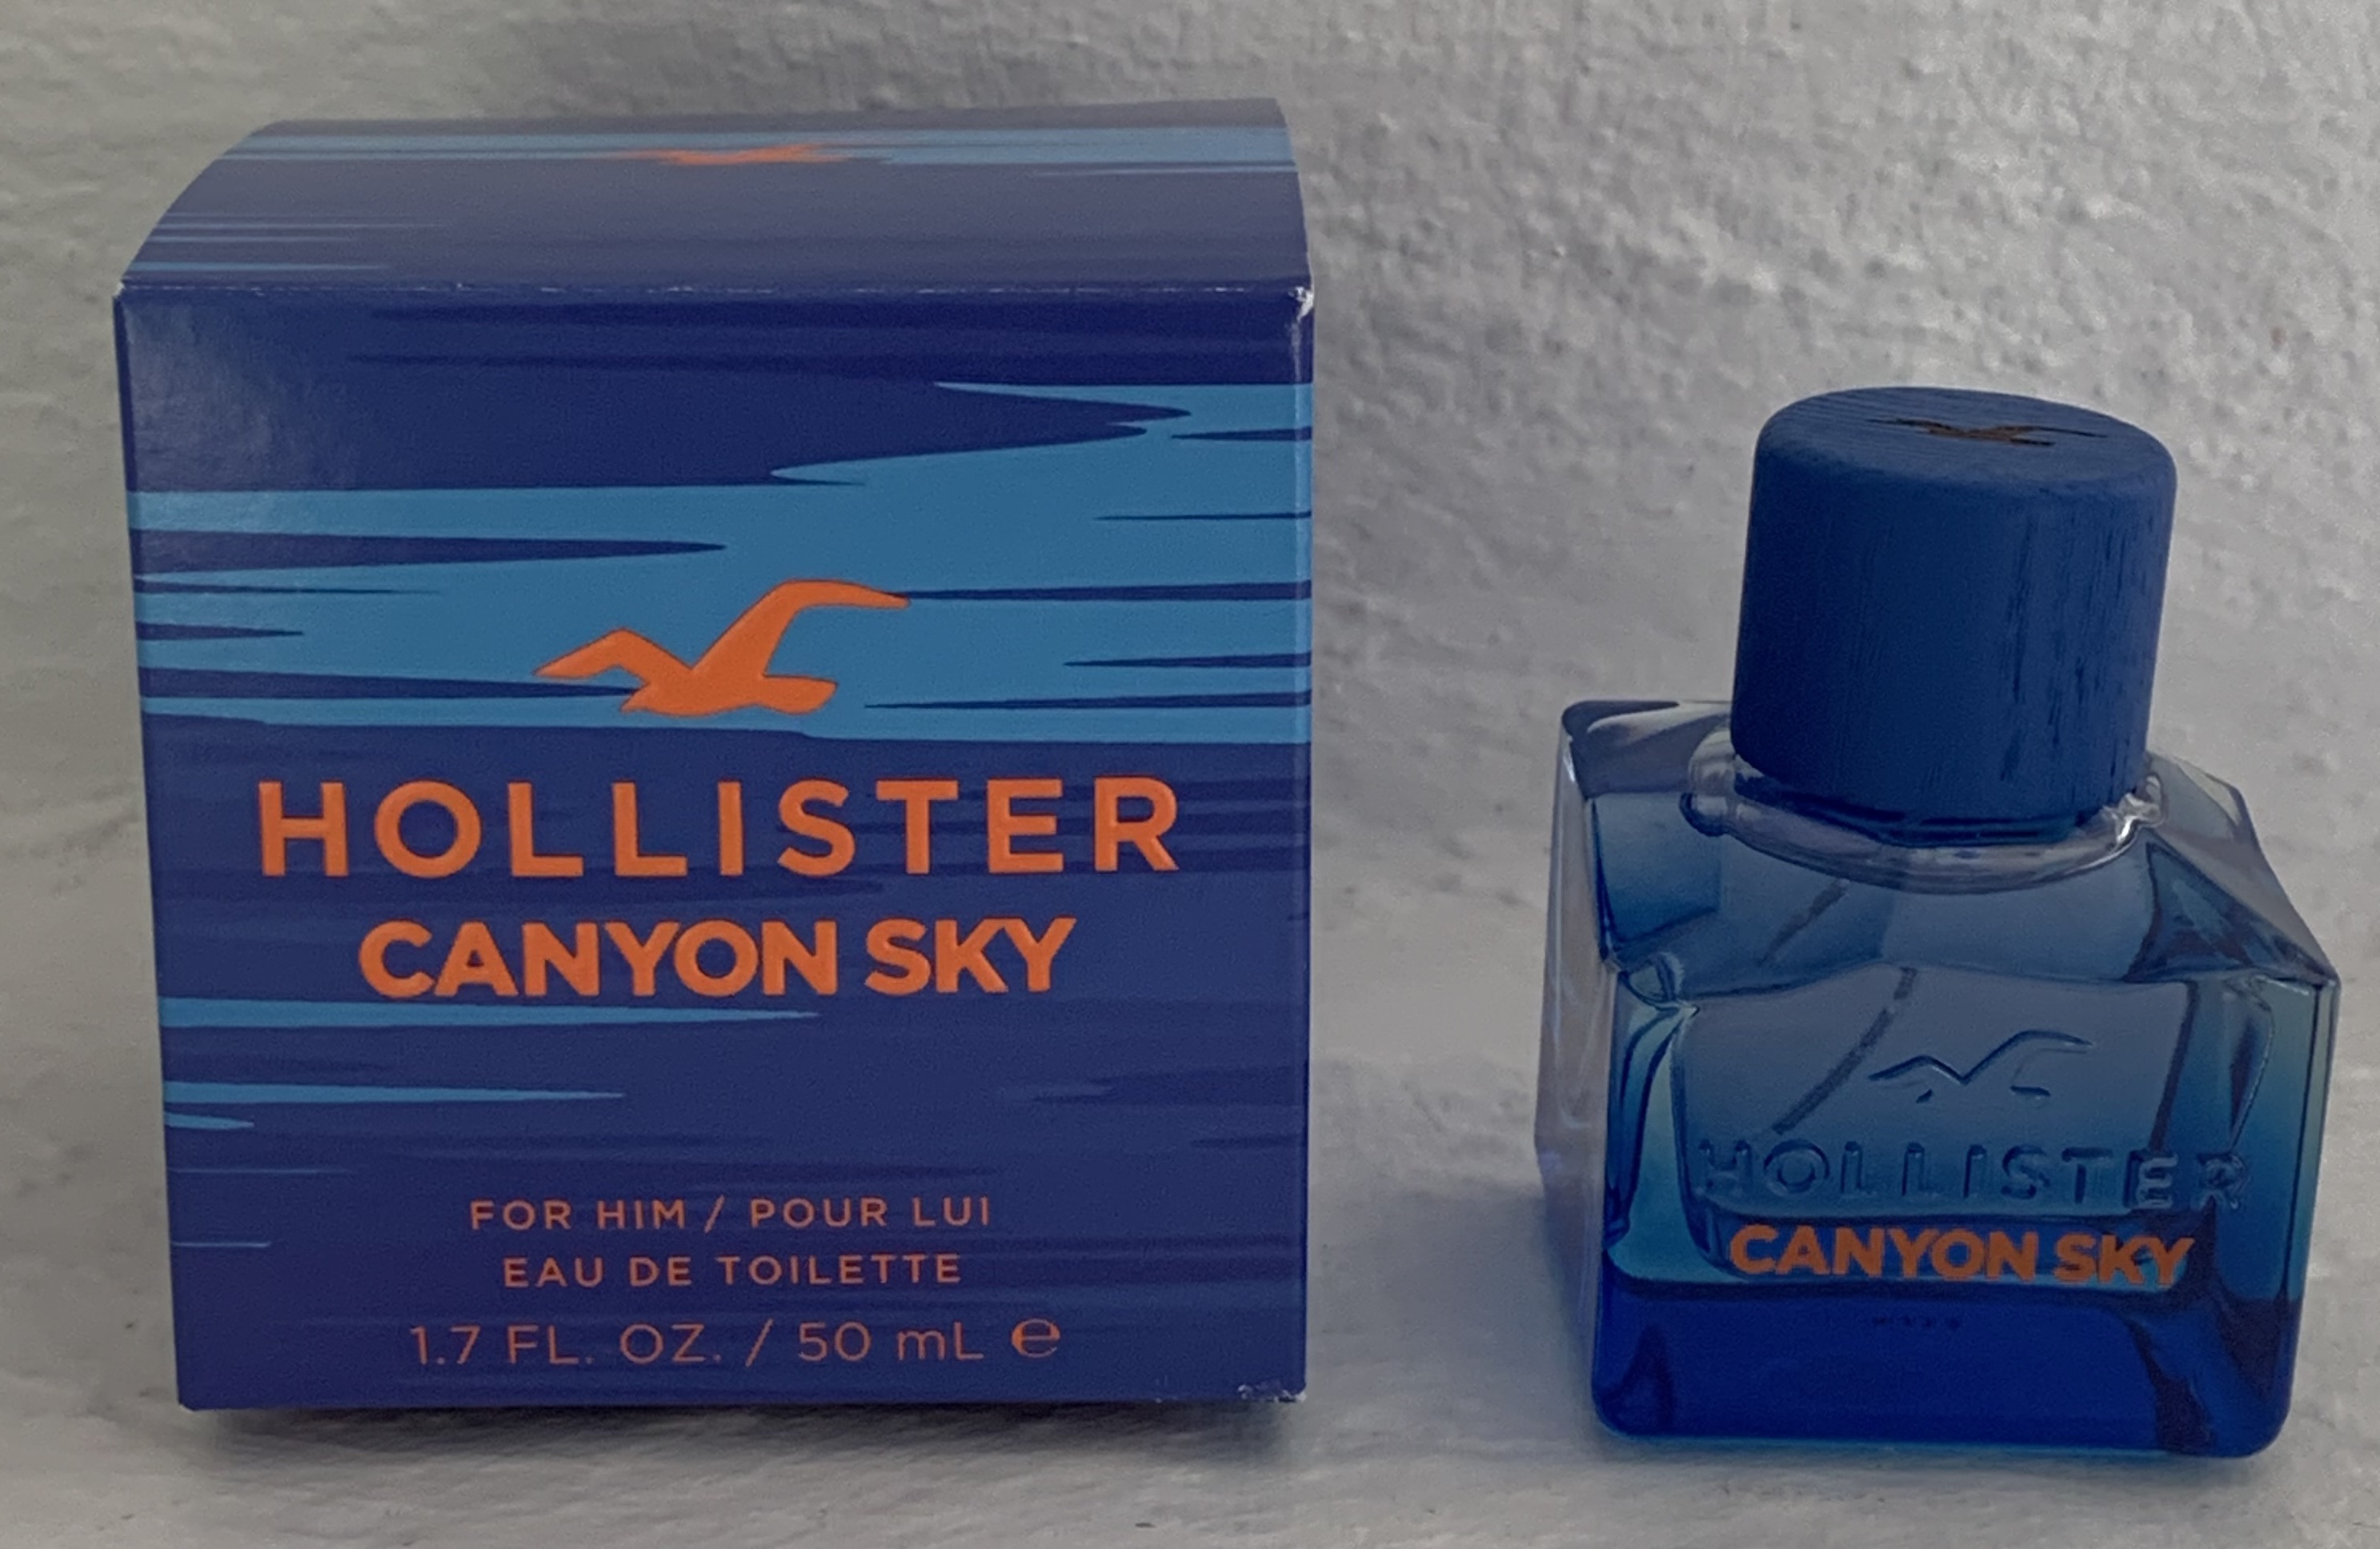 HOLLISTER
CANYON SKY
FOR HIM / POUR LUI
EAU DE TOILETTE
1.7 FL. OZ. / 50 mL ℮
HOLLISTER
CANYON SKY